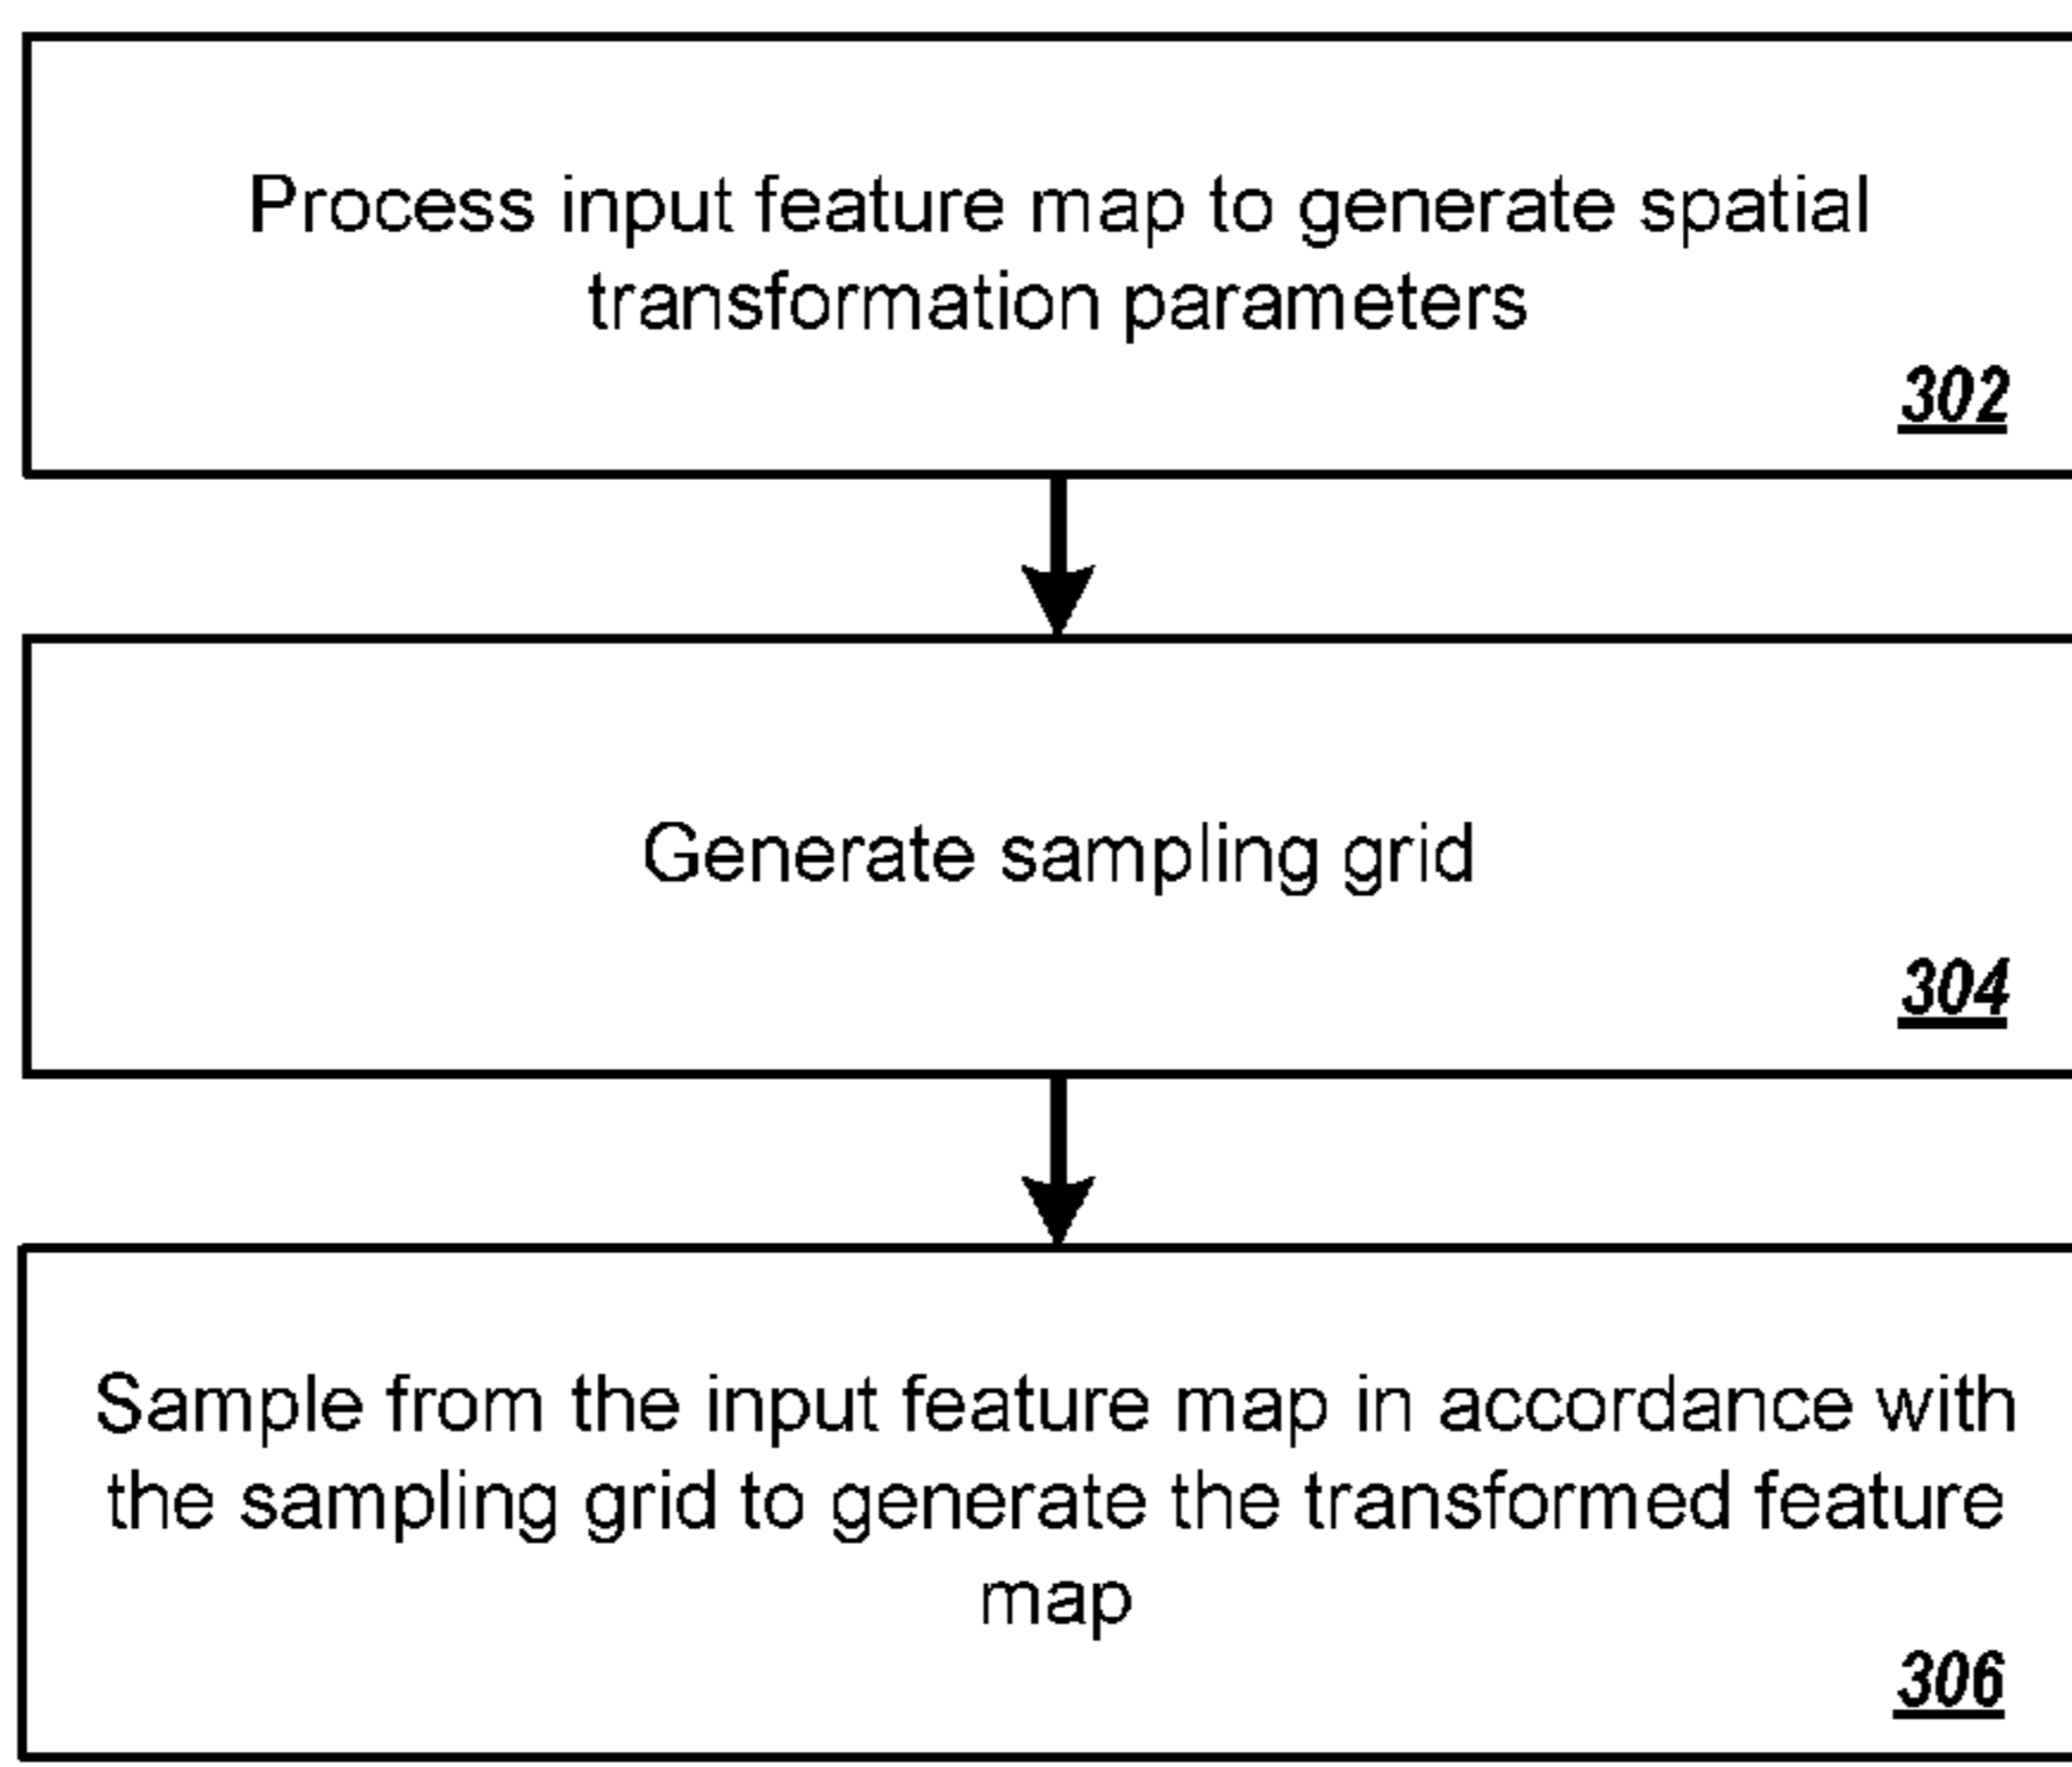 Process input feature map to generate spatial
transformation parameters
302
Generate sampling grid
304
Sample from the input feature map in accordance with
the sampling grid to generate the transformed feature
map
306